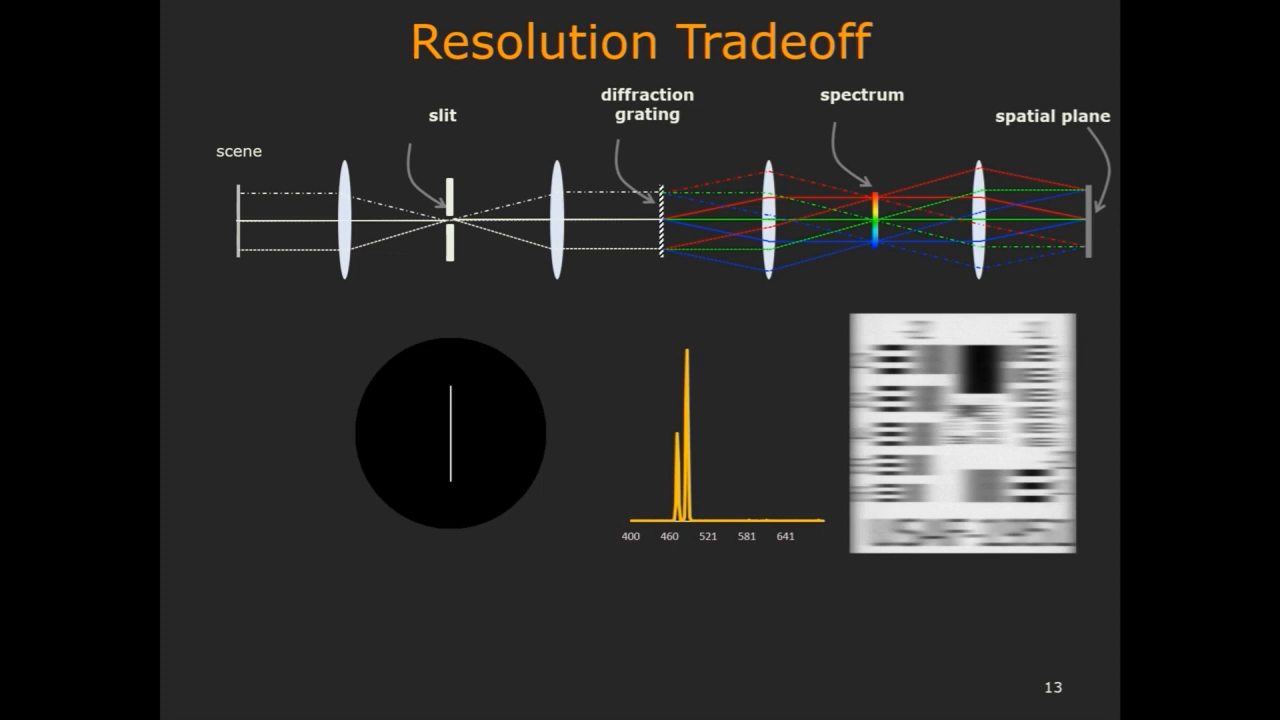 Resolution Tradeoff
diffraction
grating
spectrum
slit
spatial plane
scene
400 460 521 581 641
13